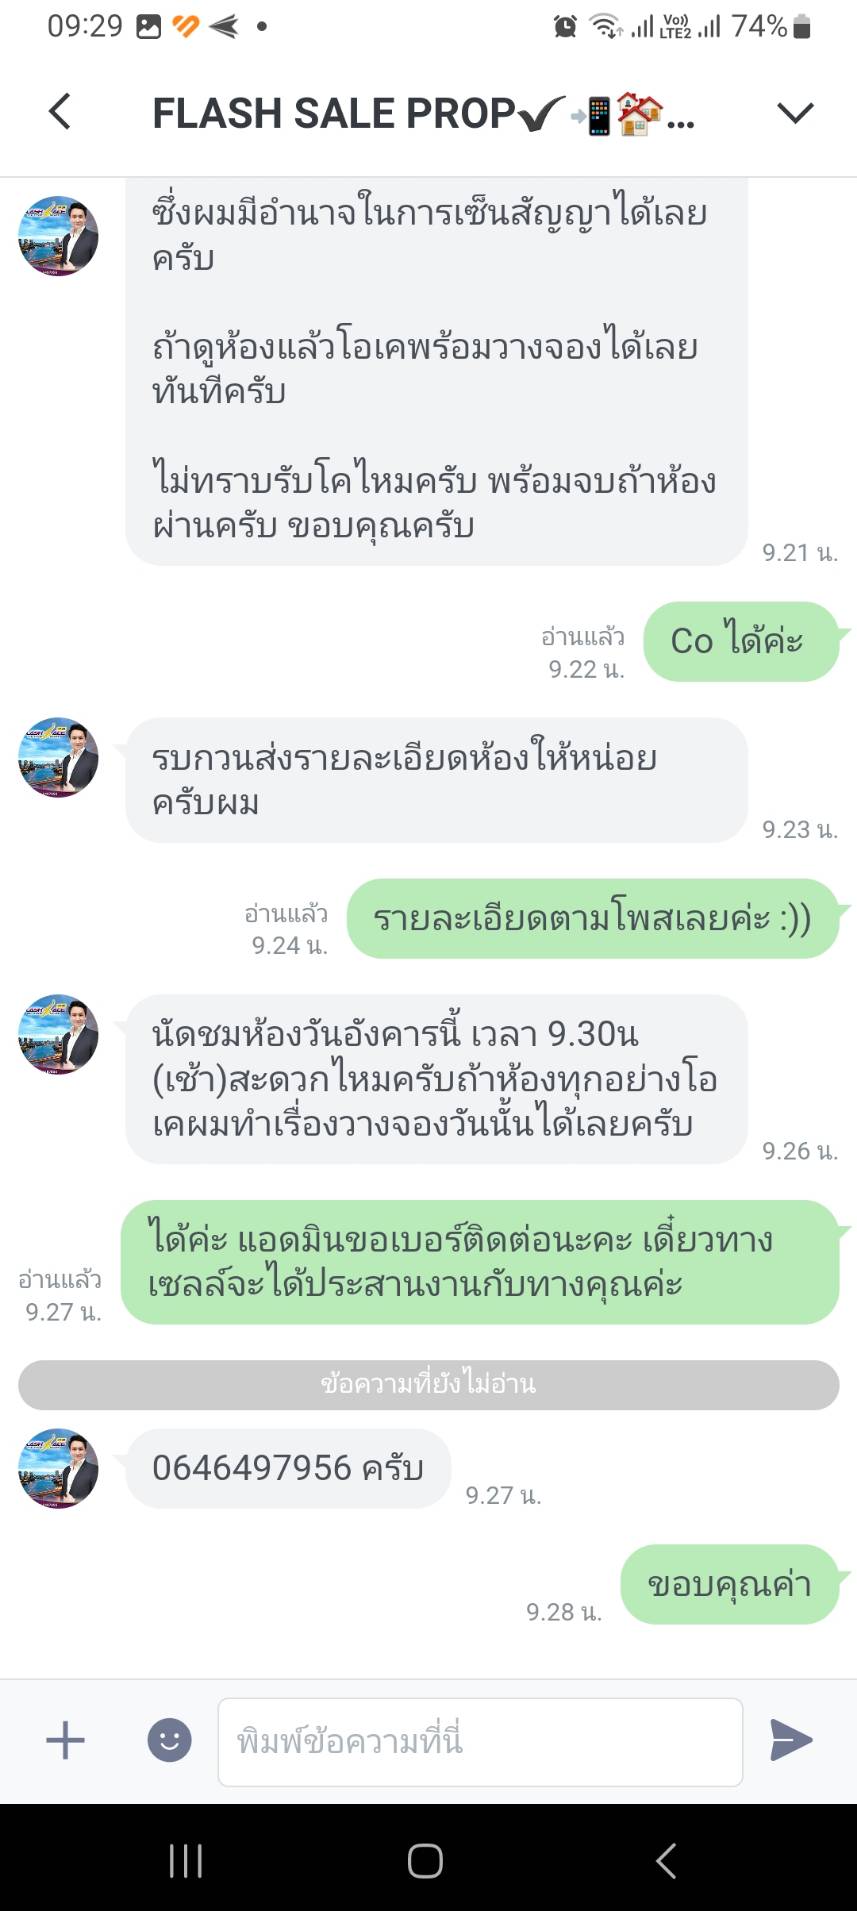 09:29
Vo)) LTE2 74%
FLASH SALE PROP✓📲🏘️...
ซึ่งผมมีอำนาจในการเซ็นสัญญาได้เลย
ครับ
ถ้าดูห้องแล้วโอเคพร้อมวางจองได้เลย
ทันทีครับ
ไม่ทราบรับโคไหมครับ พร้อมจบถ้าห้อง
ผ่านครับ ขอบคุณครับ
9.21 น.
อ่านแล้ว
9.22 น.
Co ได้ค่ะ
รบกวนส่งรายละเอียดห้องให้หน่อย
ครับผม
9.23 น.
อ่านแล้ว
9.24 น.
รายละเอียดตามโพสเลยค่ะ :))
นัดชมห้องวันอังคารนี้ เวลา 9.30น
(เช้า)สะดวกไหมครับถ้าห้องทุกอย่างโอ
เคผมทำเรื่องวางจองวันนั้นได้เลยครับ
9.26 น.
ได้ค่ะ แอดมินขอเบอร์ติดต่อนะคะ เดี๋ยวทาง
เซลล์จะได้ประสานงานกับทางคุณค่ะ
อ่านแล้ว
9.27 น.
ข้อความที่ยังไม่อ่าน
0646497956 ครับ
9.27 น.
ขอบคุณค่า
9.28 น.
พิมพ์ข้อความที่นี่